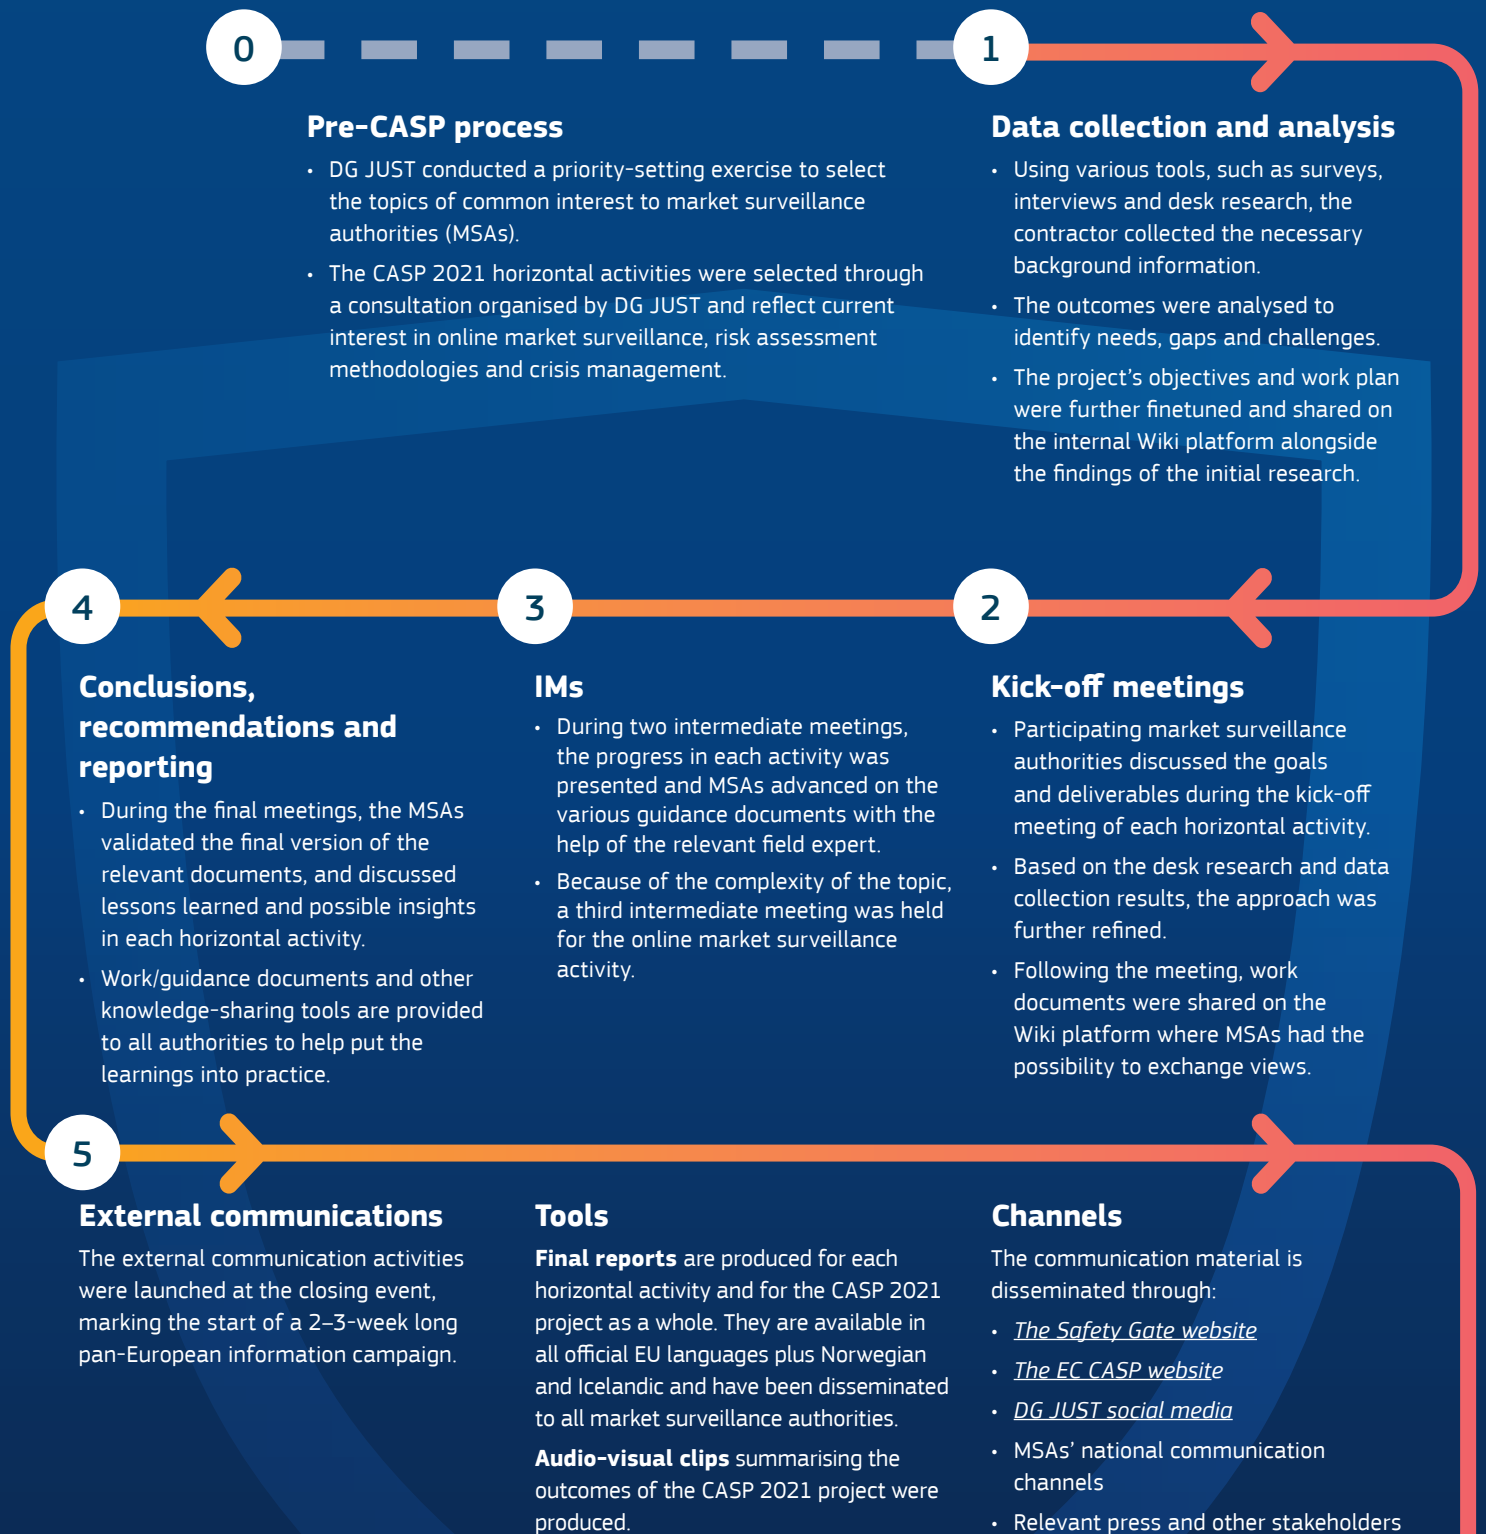 0
Pre-CASP process
• DG JUST conducted a priority-setting exercise to select
the topics of common interest to market surveillance
authorities (MSAs).
• The CASP 2021 horizontal activities were selected through
a consultation organised by DG JUST and reflect current
interest in online market surveillance, risk assessment
methodologies and crisis management.
1
Data collection and analysis
• Using various tools, such as surveys,
interviews and desk research, the
contractor collected the necessary
background information.
• The outcomes were analysed to
identify needs, gaps and challenges.
• The project's objectives and work plan
were further finetuned and shared on
the internal Wiki platform alongside
the findings of the initial research.
2
Kick-off meetings
• Participating market surveillance
authorities discussed the goals
and deliverables during the kick-off
meeting of each horizontal activity.
• Based on the desk research and data
collection results, the approach was
further refined.
• Following the meeting, work
documents were shared on the
Wiki platform where MSAs had the
possibility to exchange views.
3
IMs
• During two intermediate meetings,
the progress in each activity was
presented and MSAs advanced on the
various guidance documents with the
help of the relevant field expert.
• Because of the complexity of the topic,
a third intermediate meeting was held
for the online market surveillance
activity.
4
Conclusions,
recommendations and
reporting
• During the final meetings, the MSAs
validated the final version of the
relevant documents, and discussed
lessons learned and possible insights
in each horizontal activity.
• Work/guidance documents and other
knowledge-sharing tools are provided
to all authorities to help put the
learnings into practice.
5
External communications
The external communication activities
were launched at the closing event,
marking the start of a 2–3-week long
pan-European information campaign.
Tools
Final reports are produced for each
horizontal activity and for the CASP 2021
project as a whole. They are available in
all official EU languages plus Norwegian
and Icelandic and have been disseminated
to all market surveillance authorities.
Audio-visual clips summarising the
outcomes of the CASP 2021 project were
produced.
Channels
The communication material is
disseminated through:
• The Safety Gate website
• The EC CASP website
• DG JUST social media
• MSAs' national communication
channels
• Relevant press and other stakeholders